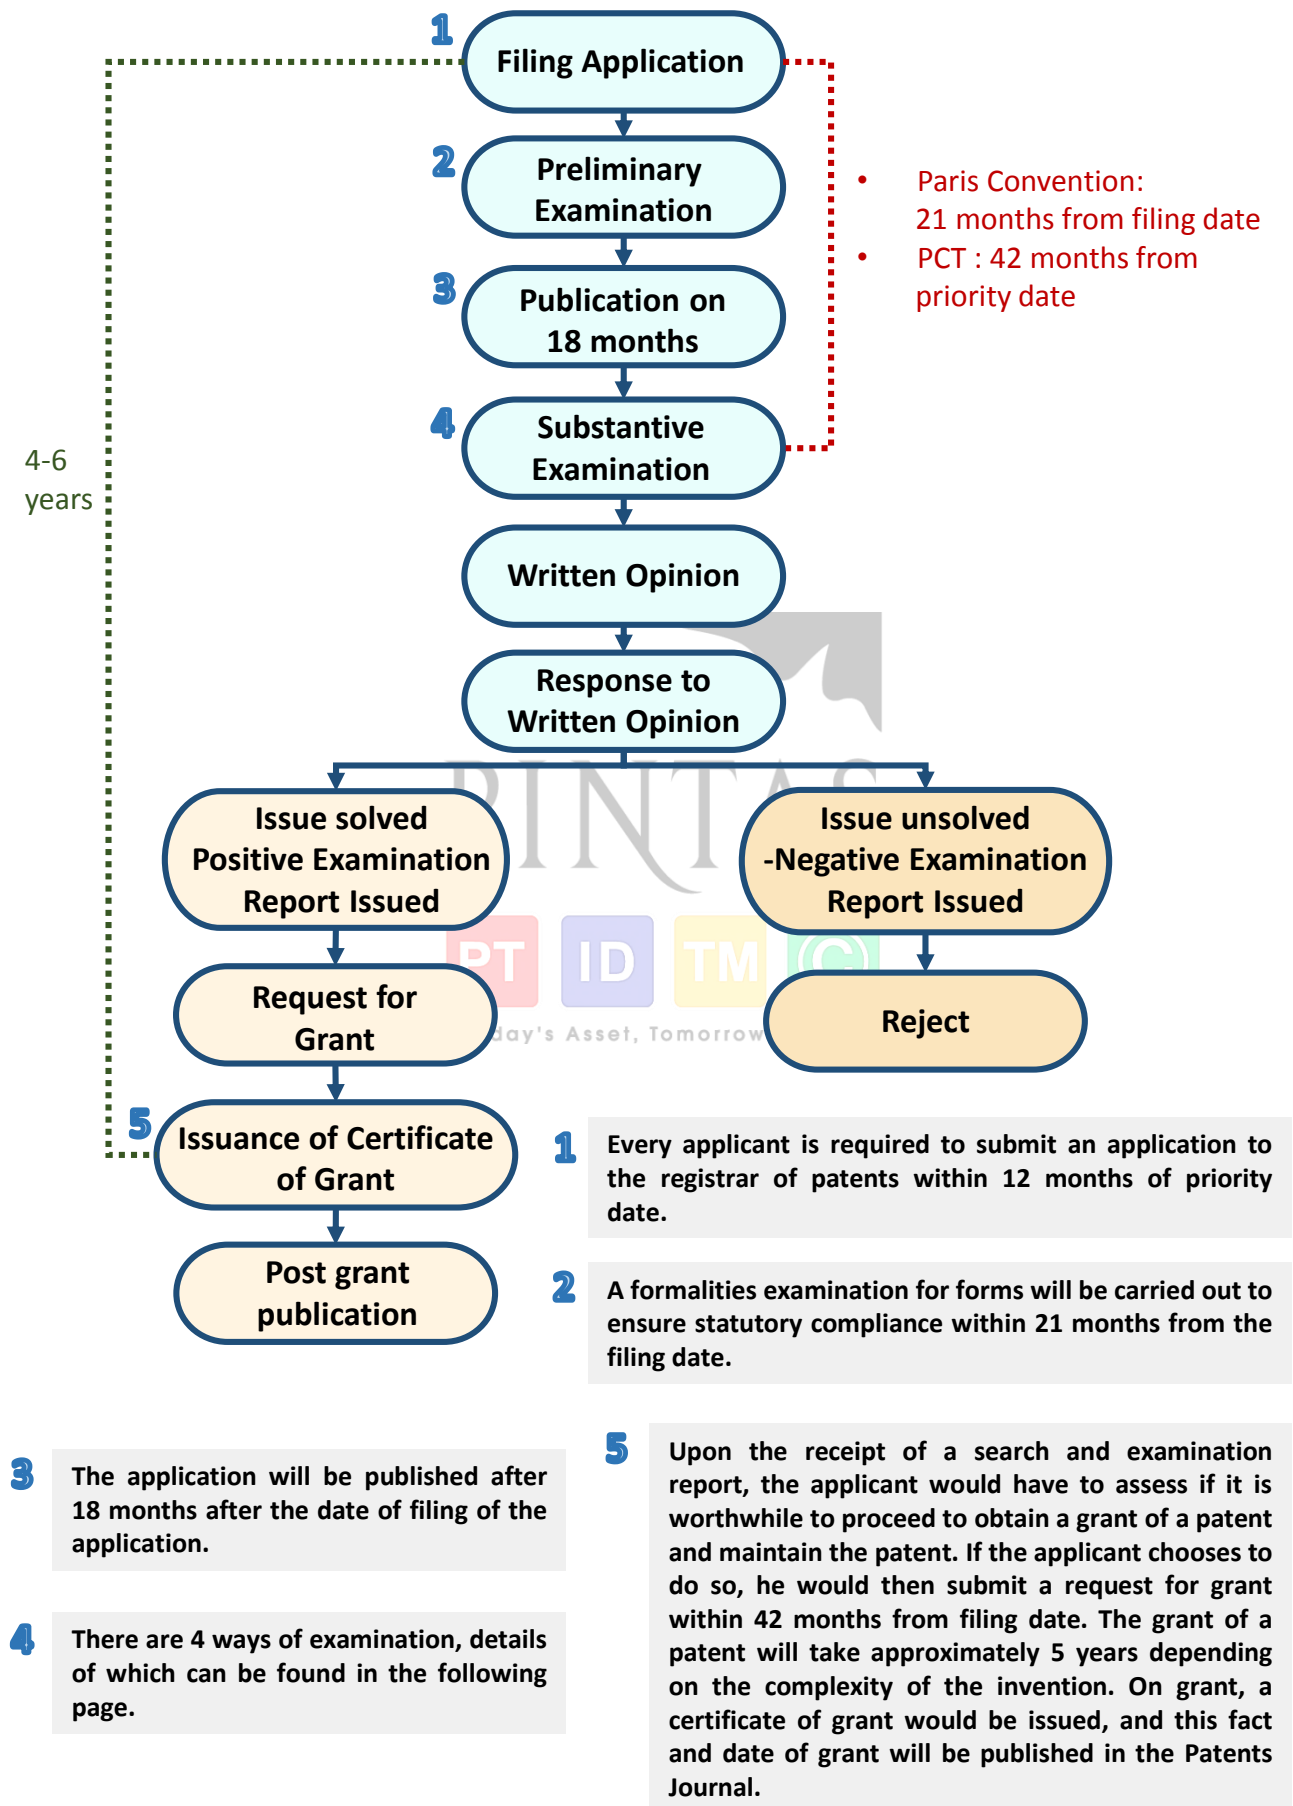 1
Filing Application
2
Preliminary
Examination
• Paris Convention:
21 months from filing date
• PCT : 42 months from
priority date
3
Publication on
18 months
4
Substantive
Examination
4-6
years
Written Opinion
Response to
Written Opinion
PINTAS
Issue solved
Positive Examination
Report Issued
Issue unsolved
-Negative Examination
Report Issued
PT ID TM ©
Request for
Grant
Reject
day's Asset, Tomorrow
5
Issuance of Certificate
of Grant
Post grant
publication
1
Every applicant is required to submit an application to
the registrar of patents within 12 months of priority
date.
2
A formalities examination for forms will be carried out to
ensure statutory compliance within 21 months from the
filing date.
3
The application will be published after
18 months after the date of filing of the
application.
4
There are 4 ways of examination, details
of which can be found in the following
page.
5
Upon the receipt of a search and examination
report, the applicant would have to assess if it is
worthwhile to proceed to obtain a grant of a patent
and maintain the patent. If the applicant chooses to
do so, he would then submit a request for grant
within 42 months from filing date. The grant of a
patent will take approximately 5 years depending
on the complexity of the invention. On grant, a
certificate of grant would be issued, and this fact
and date of grant will be published in the Patents
Journal.